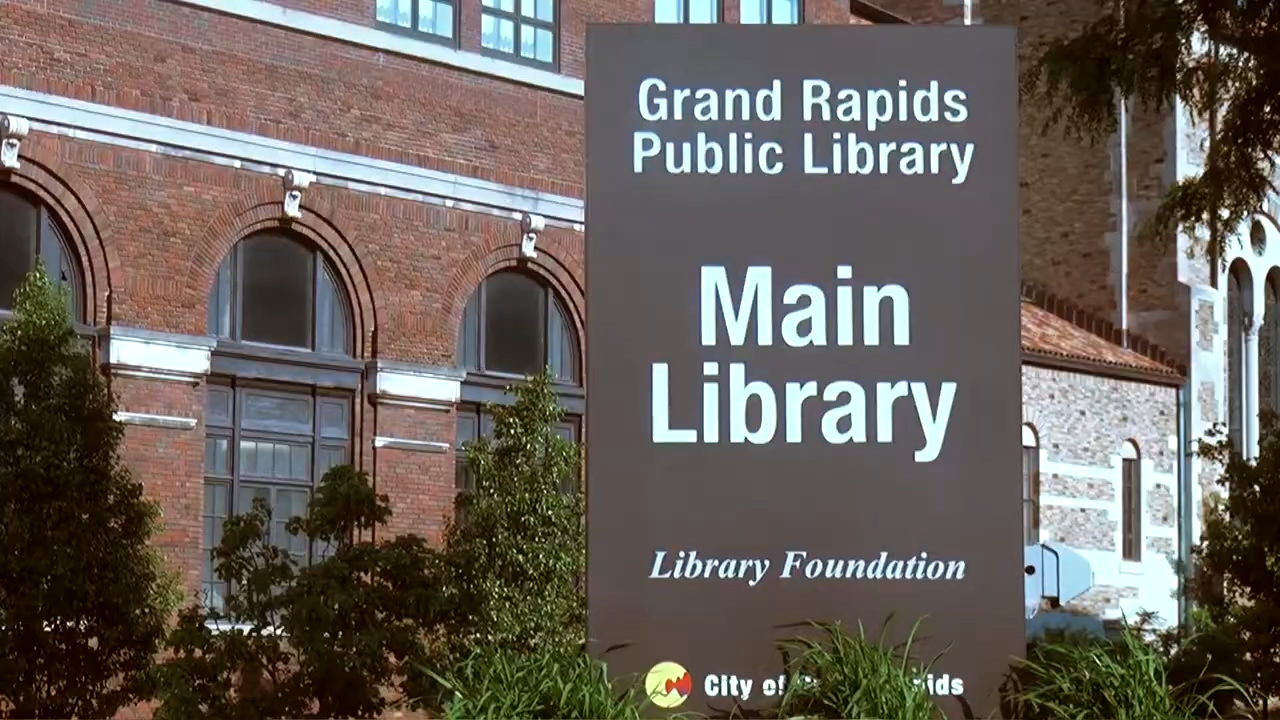 Grand Rapids
Public Library
Main
Library
Library Foundation
City of